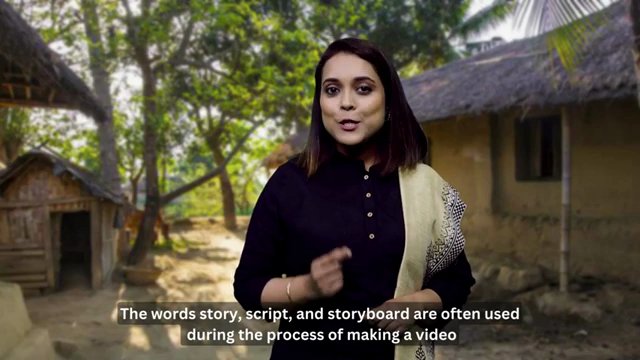 The words story, script, and storyboard are often used
during the process of making a video